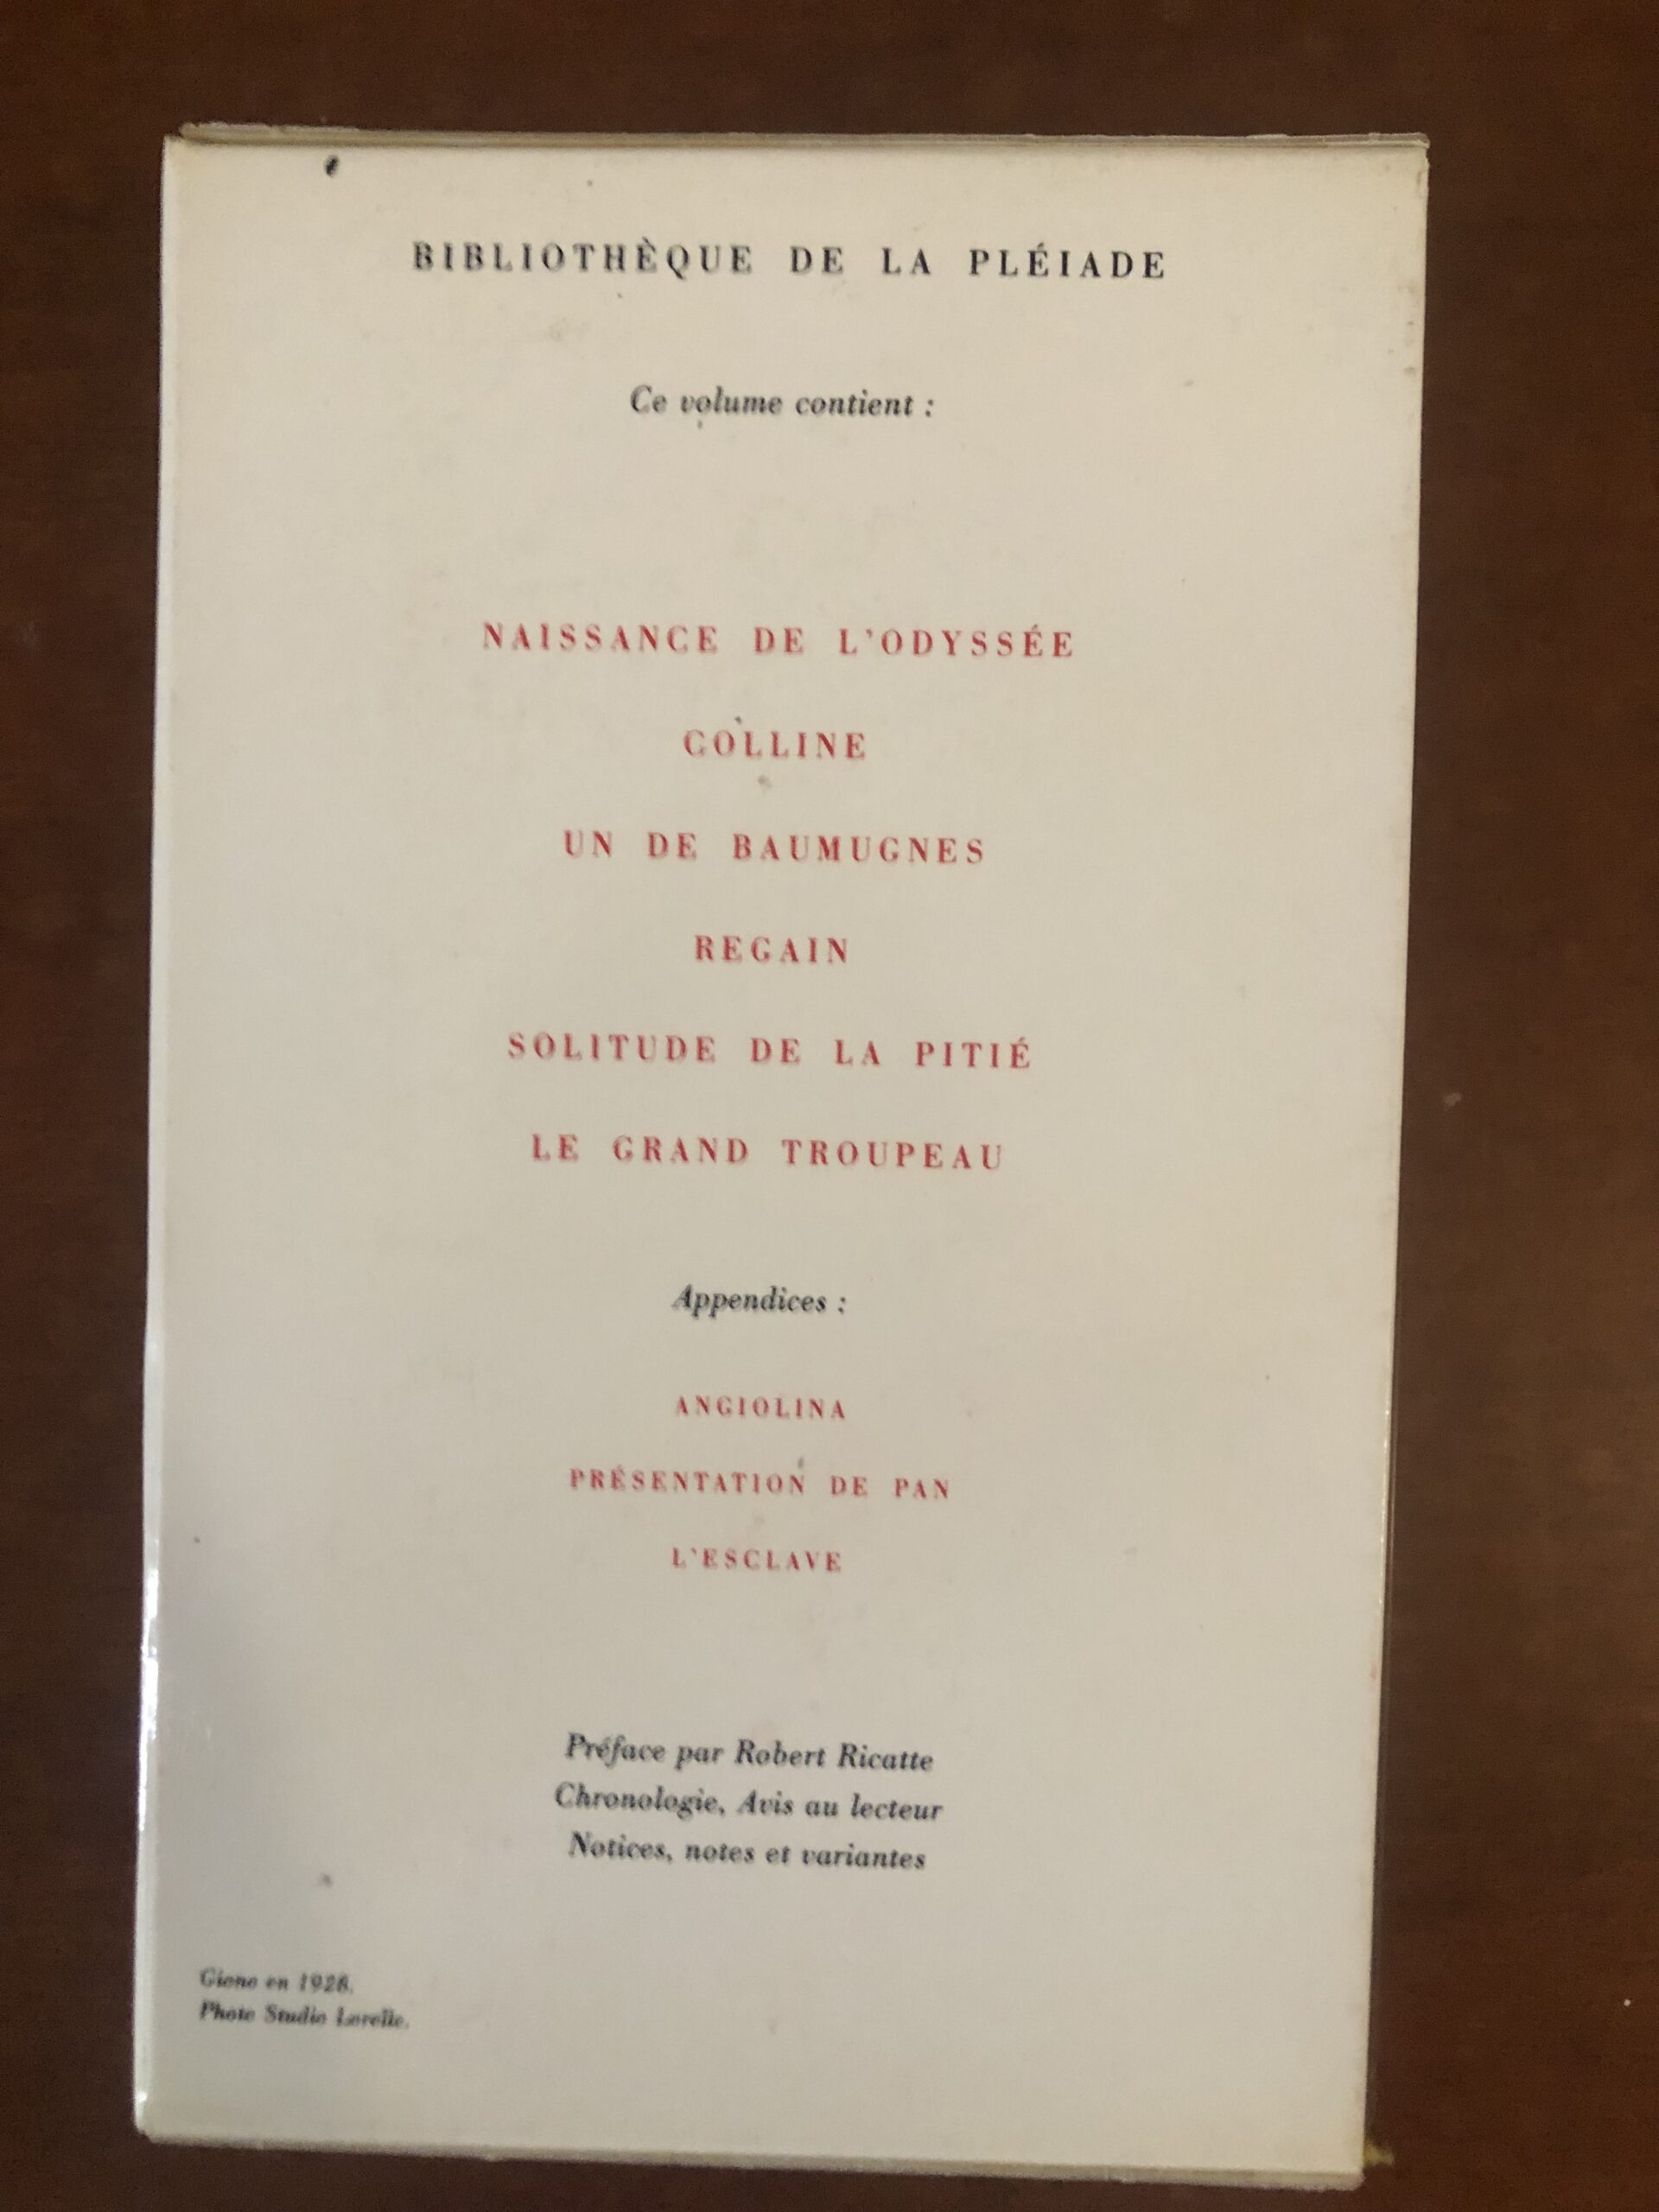 BIBLIOTHÈQUE DE LA PLÉIADE
Ce volume contient :
NAISSANCE DE L'ODYSSÉE
COLLINE
UN DE BAUMUGNES
REGAIN
SOLITUDE DE LA PITIÉ
LE GRAND TROUPEAU
Appendices :
ANGIOLINA
PRÉSENTATION DE PAN
L'ESCLAVE
Préface par Robert Ricatte
Chronologie, Avis au lecteur
Notices, notes et variantes
Giono en
Photo Studio